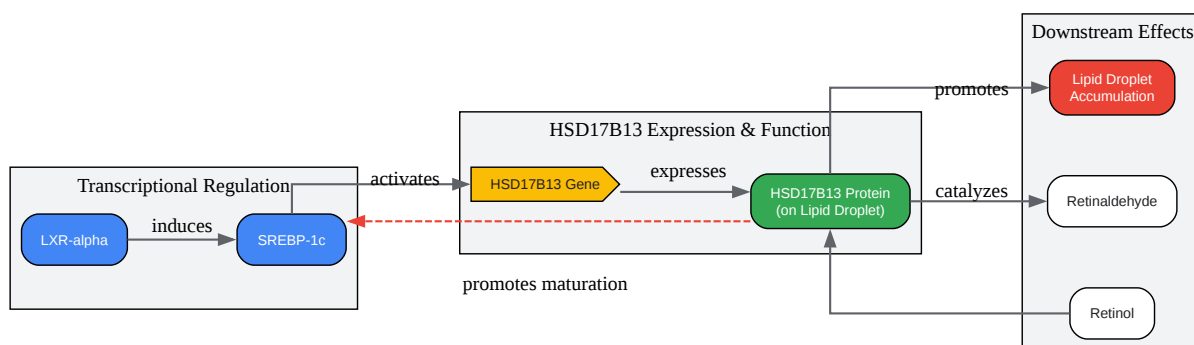 Downstream Effects
Lipid Droplet
Accumulation
promotes
HSD17B13 Expression & Function
Transcriptional Regulation
activates
HSD17B13 Gene
expresses
HSD17B13 Protein
(on Lipid Droplet)
catalyzes
Retinaldehyde
LXR-alpha
induces
SREBP-1c
promotes maturation
Retinol